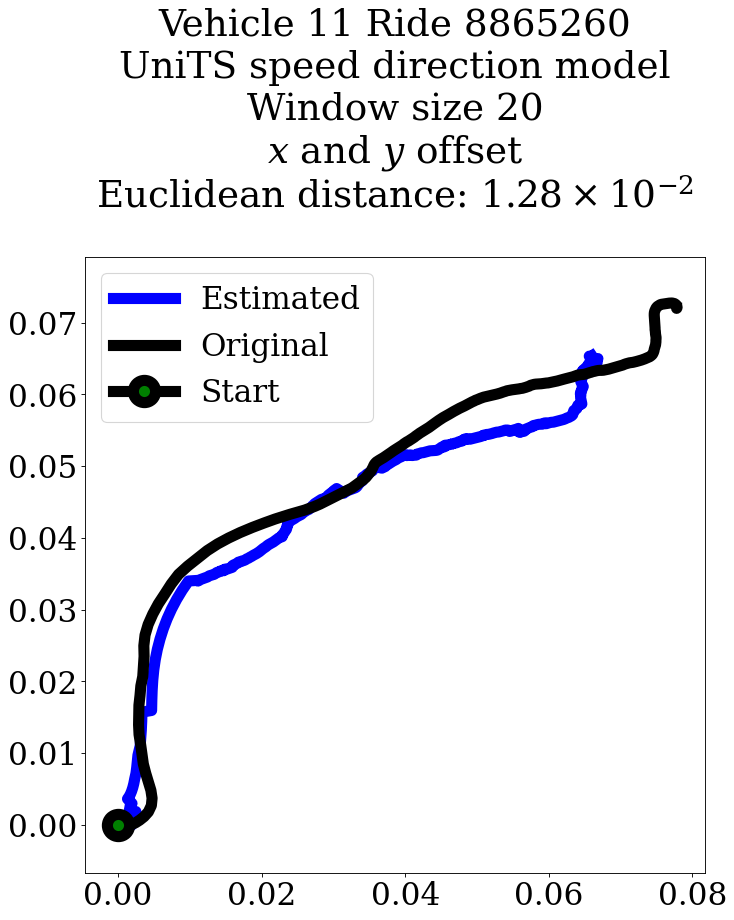 Vehicle 11 Ride 8865260
UniTS speed direction model
Window size 20
x and y offset
Euclidean distance: 1.28 × 10⁻²
Estimated
Original
Start
0.07
0.06
0.05
0.04
0.03
0.02
0.01
0.00
0.00 0.02 0.04 0.06 0.08